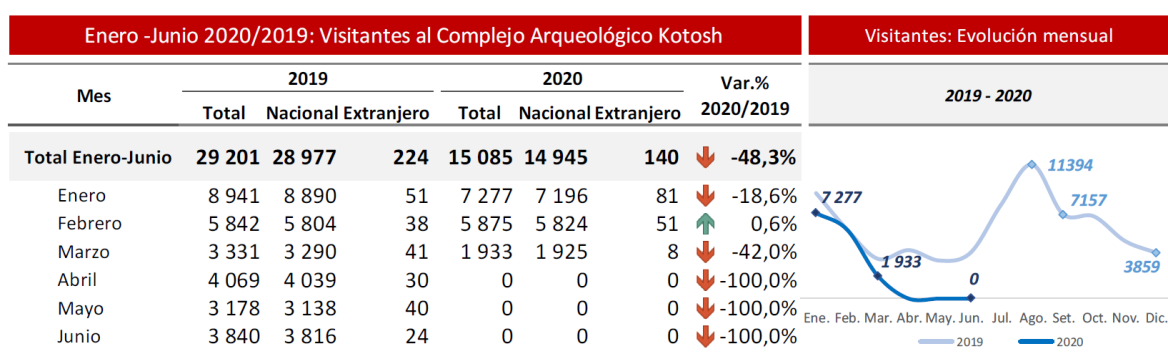 Enero -Junio 2020/2019: Visitantes al Complejo Arqueológico Kotosh
Mes 2019 2020 Var.% 2020/2019
Total Nacional Extranjero Total Nacional Extranjero
Total Enero-Junio 29 201 28 977 224 15 085 14 945 140 -48,3%
Enero 8 941 8 890 51 7 277 7 196 81 -18,6%
Febrero 5 842 5 804 38 5 875 5 824 51 0,6%
Marzo 3 331 3 290 41 1 933 1 925 8 -42,0%
Abril 4 069 4 039 30 0 0 0 -100,0%
Mayo 3 178 3 138 40 0 0 0 -100,0%
Junio 3 840 3 816 24 0 0 0 -100,0%
Visitantes: Evolución mensual
2019 - 2020
11394
7 277
7157
1 933
0
3859
Ene. Feb. Mar. Abr. May. Jun. Jul. Ago. Set. Oct. Nov. Dic.
2019 2020